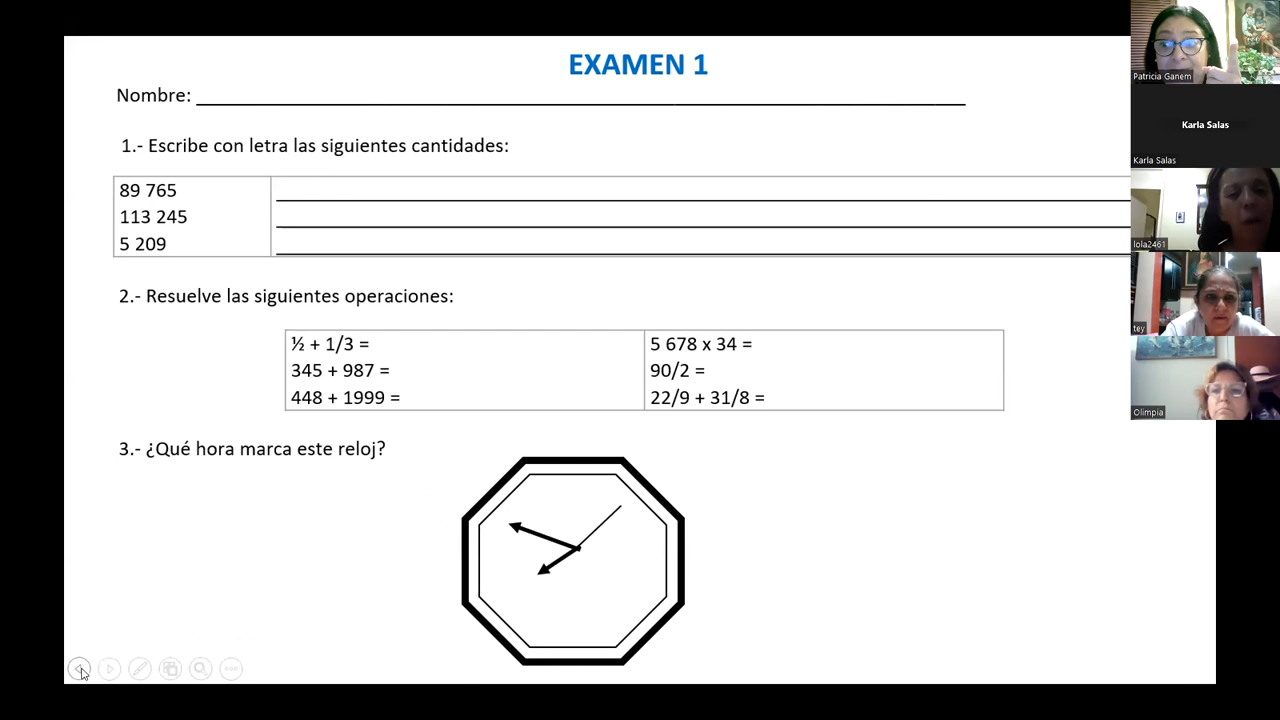 EXAMEN 1
Nombre: ____________________
1.- Escribe con letra las siguientes cantidades:
89 765
113 245
5 209
2.- Resuelve las siguientes operaciones:
½ + 1/3 =
345 + 987 =
448 + 1999 =
5 678 x 34 =
90/2 =
22/9 + 31/8 =
3.- ¿Qué hora marca este reloj?
Patricia Ganem
Karla Salas
Karla Salas
lola2461
tey
Olimpia